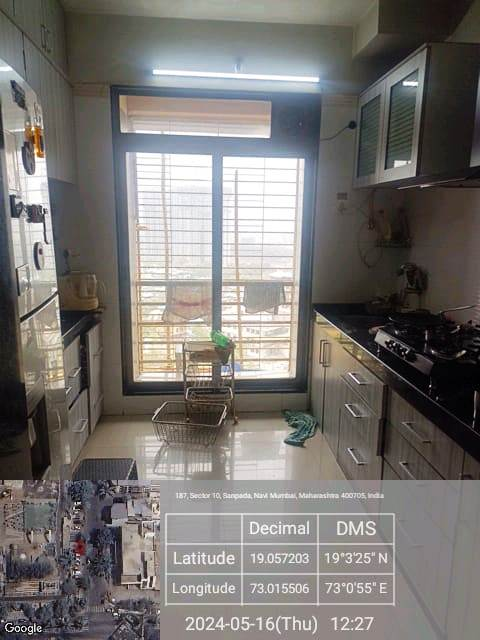 187, Sector 10, Sanpada, Navi Mumbai, Maharashtra 400705, India
Decimal DMS
Latitude 19.057203 19°3'25" N
Longitude 73.015506 73°0'55" E
2024-05-16(Thu) 12:27
Google